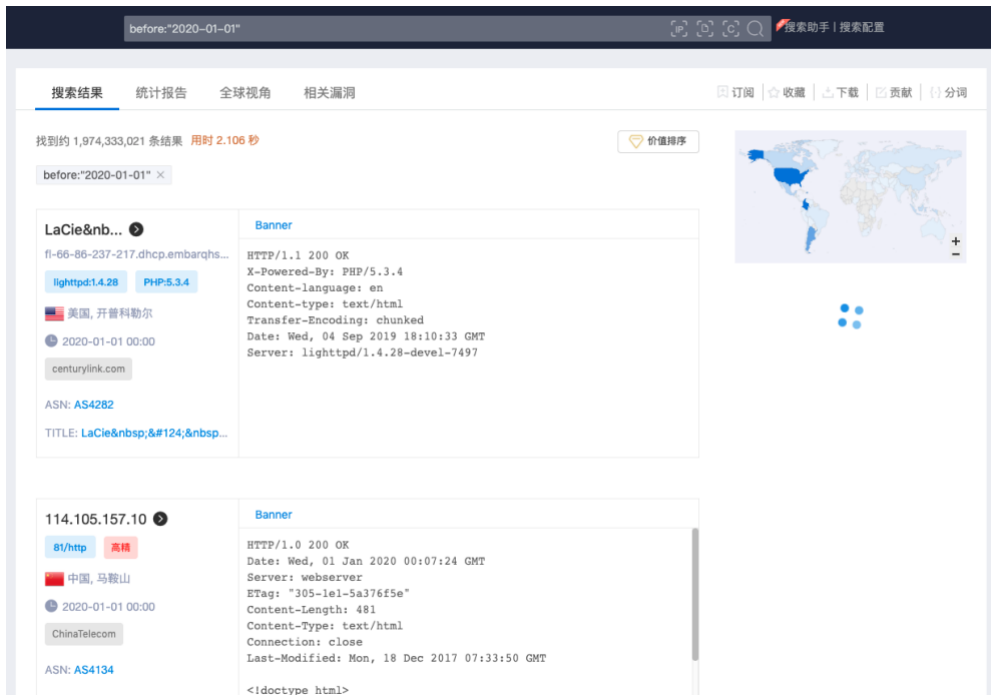 before:"2020-01-01"
搜索助手 | 搜索配置
搜索结果 统计报告 全球视角 相关漏洞
订阅 收藏 下载 贡献 分词
找到约 1,974,333,021 条结果 用时 2.106 秒
价值排序
before:"2020-01-01" ×
LaCie&nb...
fl-66-86-237-217.dhcp.embarqhs...
lighttpd:1.4.28 PHP:5.3.4
美国, 开普科勒尔
2020-01-01 00:00
centurylink.com
ASN: AS4282
TITLE: LaCie&nbsp;&#124;&nbsp...
Banner
HTTP/1.1 200 OK
X-Powered-By: PHP/5.3.4
Content-language: en
Content-type: text/html
Transfer-Encoding: chunked
Date: Wed, 04 Sep 2019 18:10:33 GMT
Server: lighttpd/1.4.28-devel-7497
+
−
114.105.157.10
81/http 高精
中国, 马鞍山
2020-01-01 00:00
ChinaTelecom
ASN: AS4134
Banner
HTTP/1.0 200 OK
Date: Wed, 01 Jan 2020 00:07:24 GMT
Server: webserver
ETag: "305-1e1-5a376f5e"
Content-Length: 481
Content-Type: text/html
Connection: close
Last-Modified: Mon, 18 Dec 2017 07:33:50 GMT
<!doctype html>